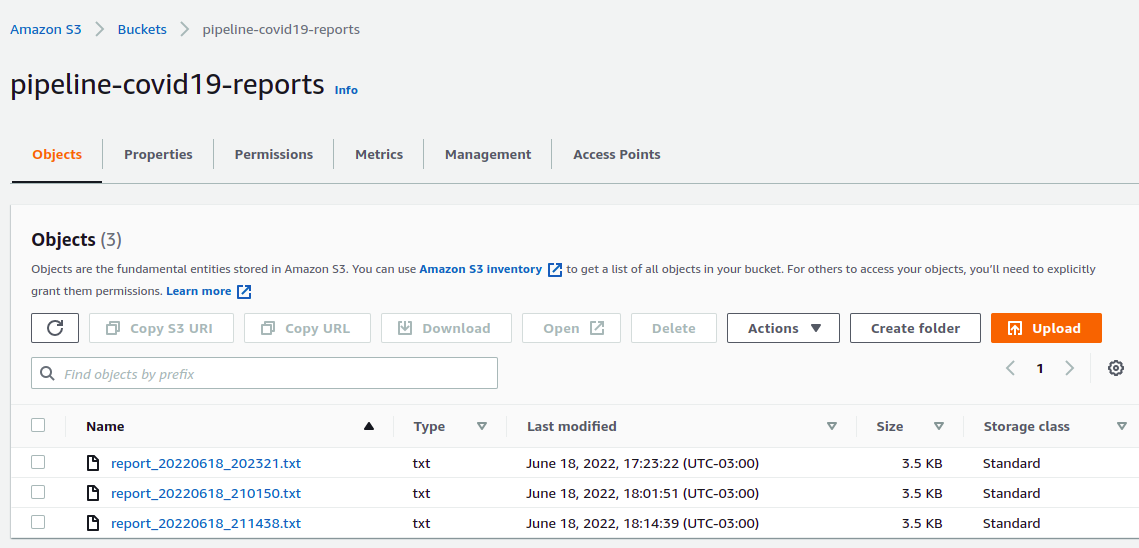 Amazon S3 > Buckets > pipeline-covid19-reports
pipeline-covid19-reports Info
Objects Properties Permissions Metrics Management Access Points
Objects (3)
Objects are the fundamental entities stored in Amazon S3. You can use Amazon S3 inventory to get a list of all objects in your bucket. For others to access your objects, you'll need to explicitly
grant them permissions. Learn more
Copy S3 URI Copy URL Download Open Delete Actions Create folder Upload
Find objects by prefix
1
Name Type Last modified Size Storage class
report_20220618_202321.txt txt June 18, 2022, 17:23:22 (UTC-03:00) 3.5 KB Standard
report_20220618_210150.txt txt June 18, 2022, 18:01:51 (UTC-03:00) 3.5 KB Standard
report_20220618_211438.txt txt June 18, 2022, 18:14:39 (UTC-03:00) 3.5 KB Standard